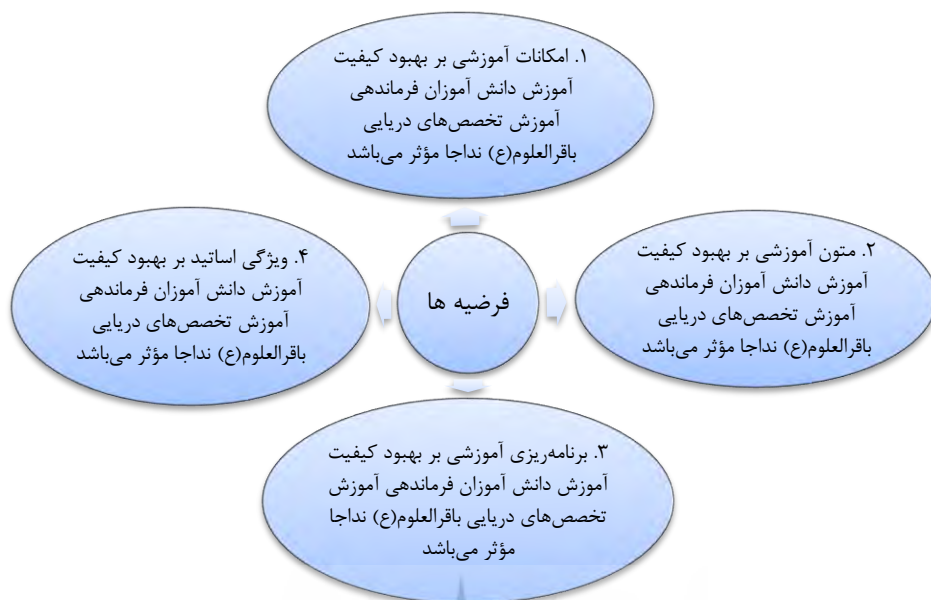 ۱. امکانات آموزشی بر بهبود کیفیت
آموزش دانش آموزان فرماندهی
آموزش تخصص‌های دریایی
باقرالعلوم(ع) نداجا مؤثر می‌باشد
۲. متون آموزشی بر بهبود کیفیت
آموزش دانش آموزان فرماندهی
آموزش تخصص‌های دریایی
باقرالعلوم(ع) نداجا مؤثر می‌باشد
فرضیه ها
۴. ویژگی اساتید بر بهبود کیفیت
آموزش دانش آموزان فرماندهی
آموزش تخصص‌های دریایی
باقرالعلوم(ع) نداجا مؤثر می‌باشد
۳. برنامه‌ریزی آموزشی بر بهبود کیفیت
آموزش دانش آموزان فرماندهی آموزش
تخصص‌های دریایی باقرالعلوم(ع) نداجا
مؤثر می‌باشد